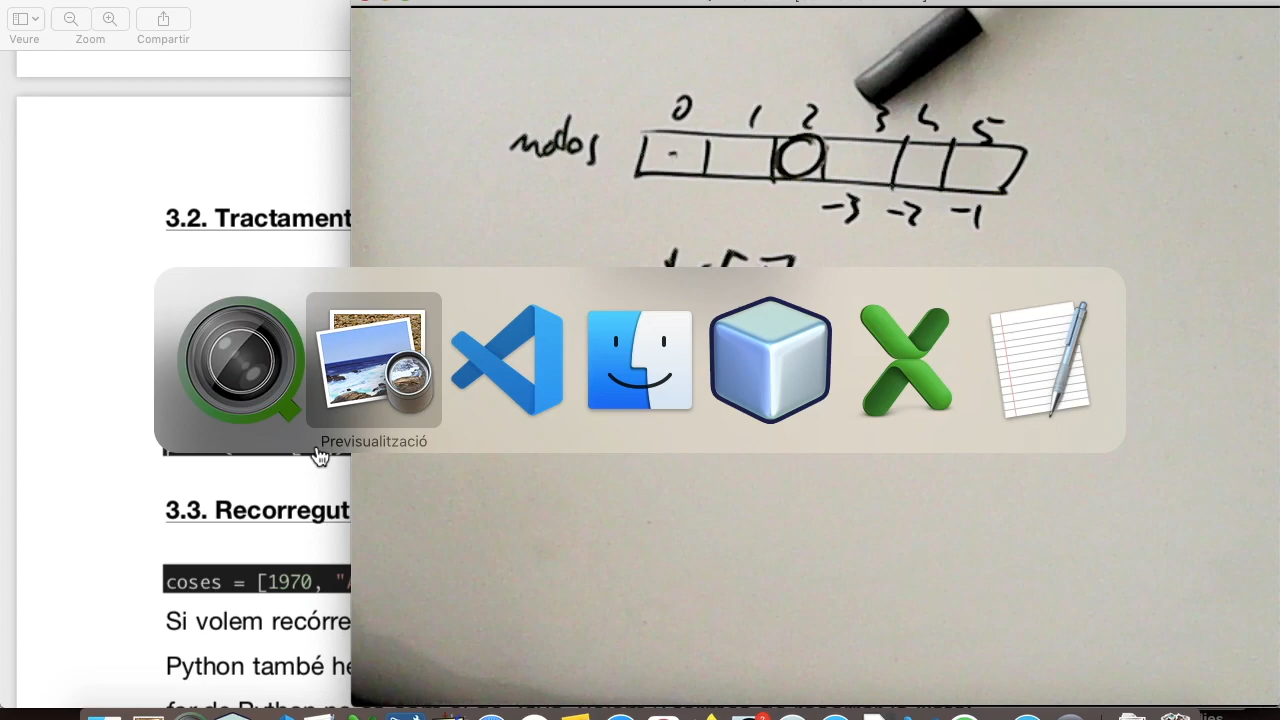 Veure
Zoom
Compartir
3.2. Tractament
3.3. Recorregut
coses = [1970, "
Si volem recórre
Python també he
0 1 2 3 4 5
-3 -2 -1
Previsualització